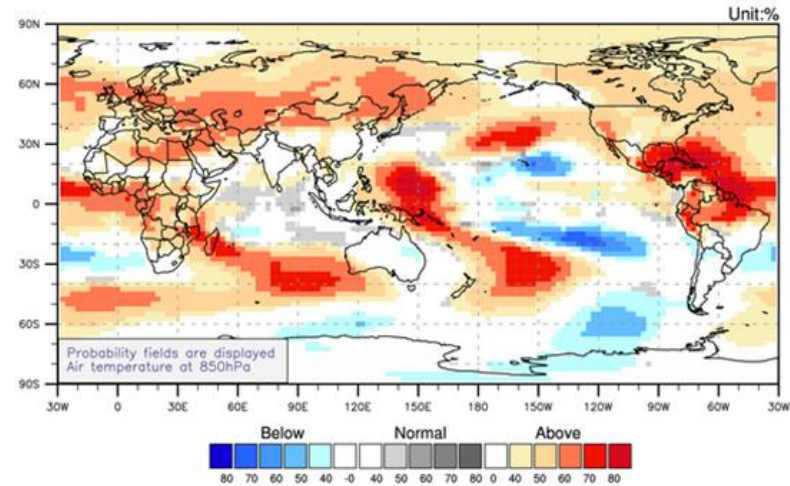 Unit:%
90N
60N
30N
0
30S
60S
90S
Probability fields are displayed
Air temperature at 850hPa
30W 0 30E 60E 90E 120E 150E 180 150W 120W 90W 60W 30W
Below Normal Above
80 70 60 50 40 -0 40 50 60 70 80 0 40 50 60 70 80